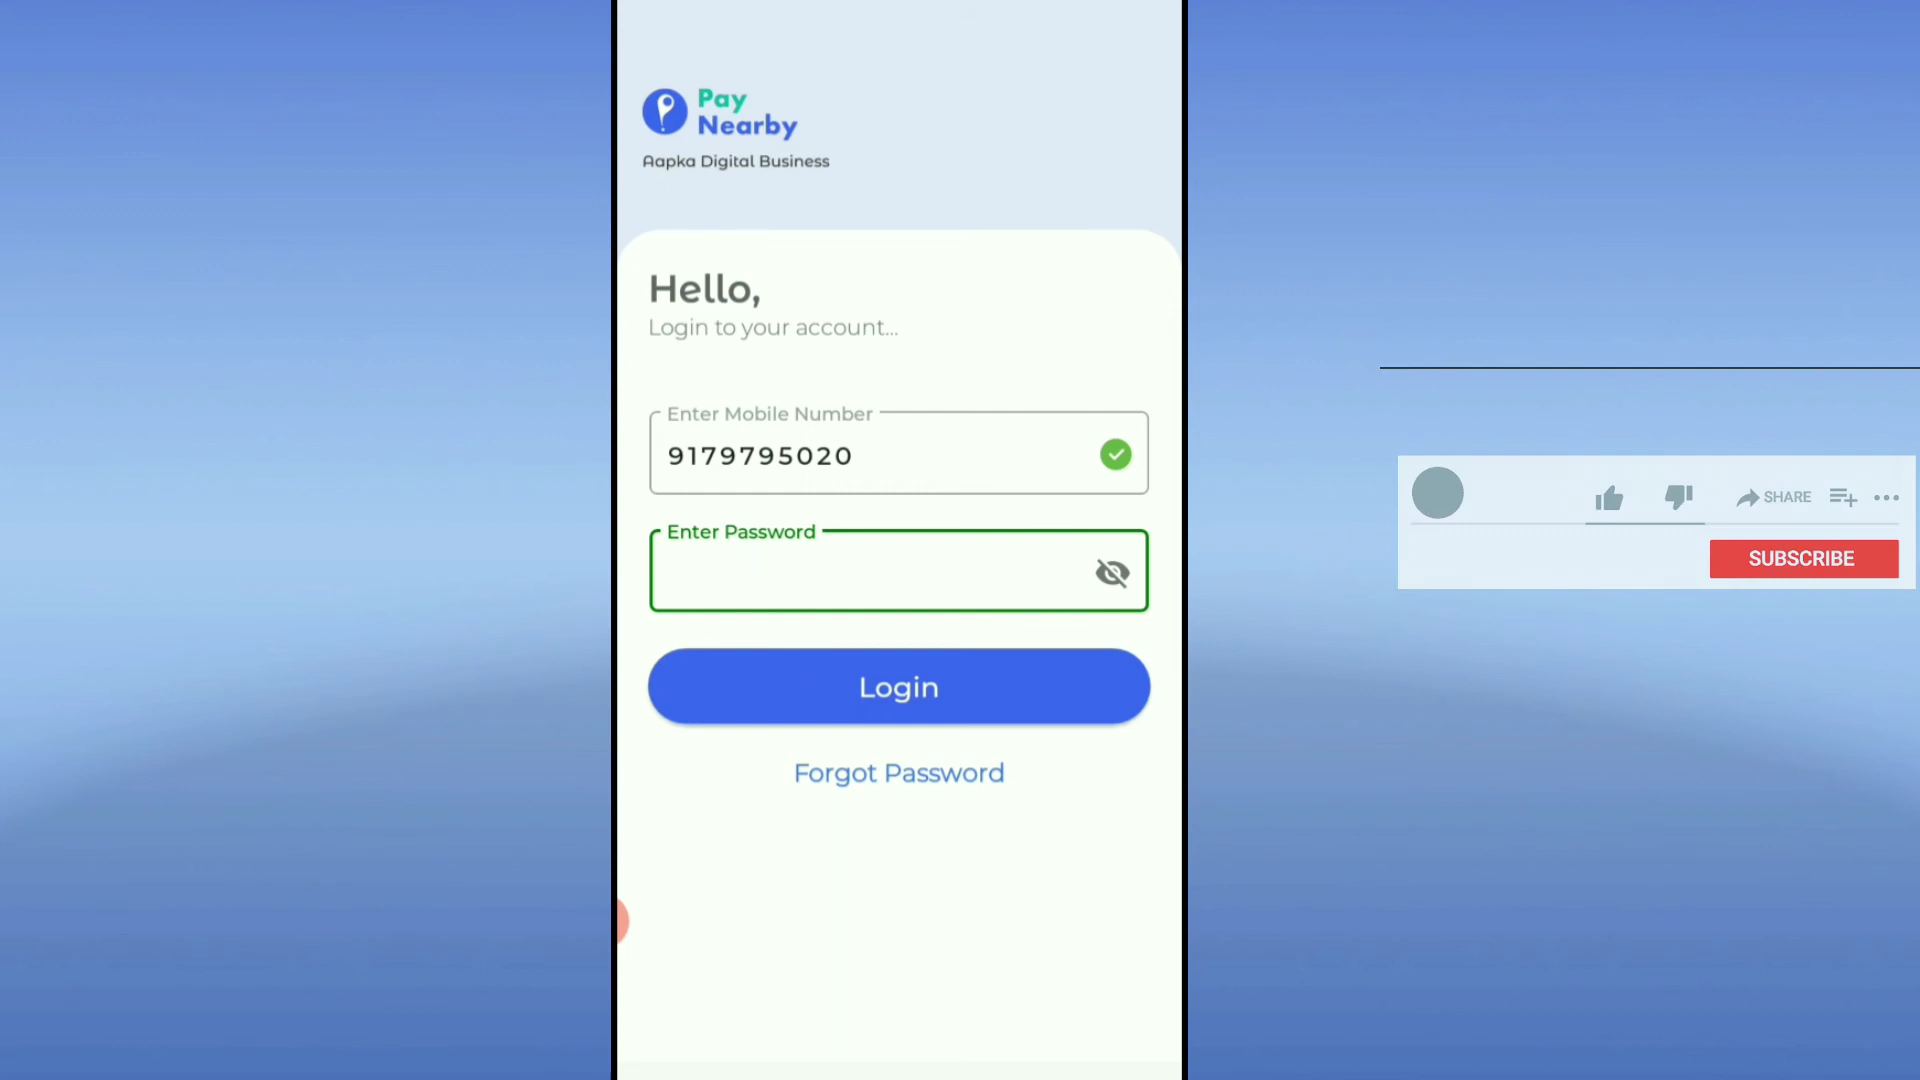 Pay
Nearby
Aapka Digital Business
Hello,
Login to your account...
Enter Mobile Number
9179795020
Enter Password
Login
Forgot Password
SHARE
SUBSCRIBE